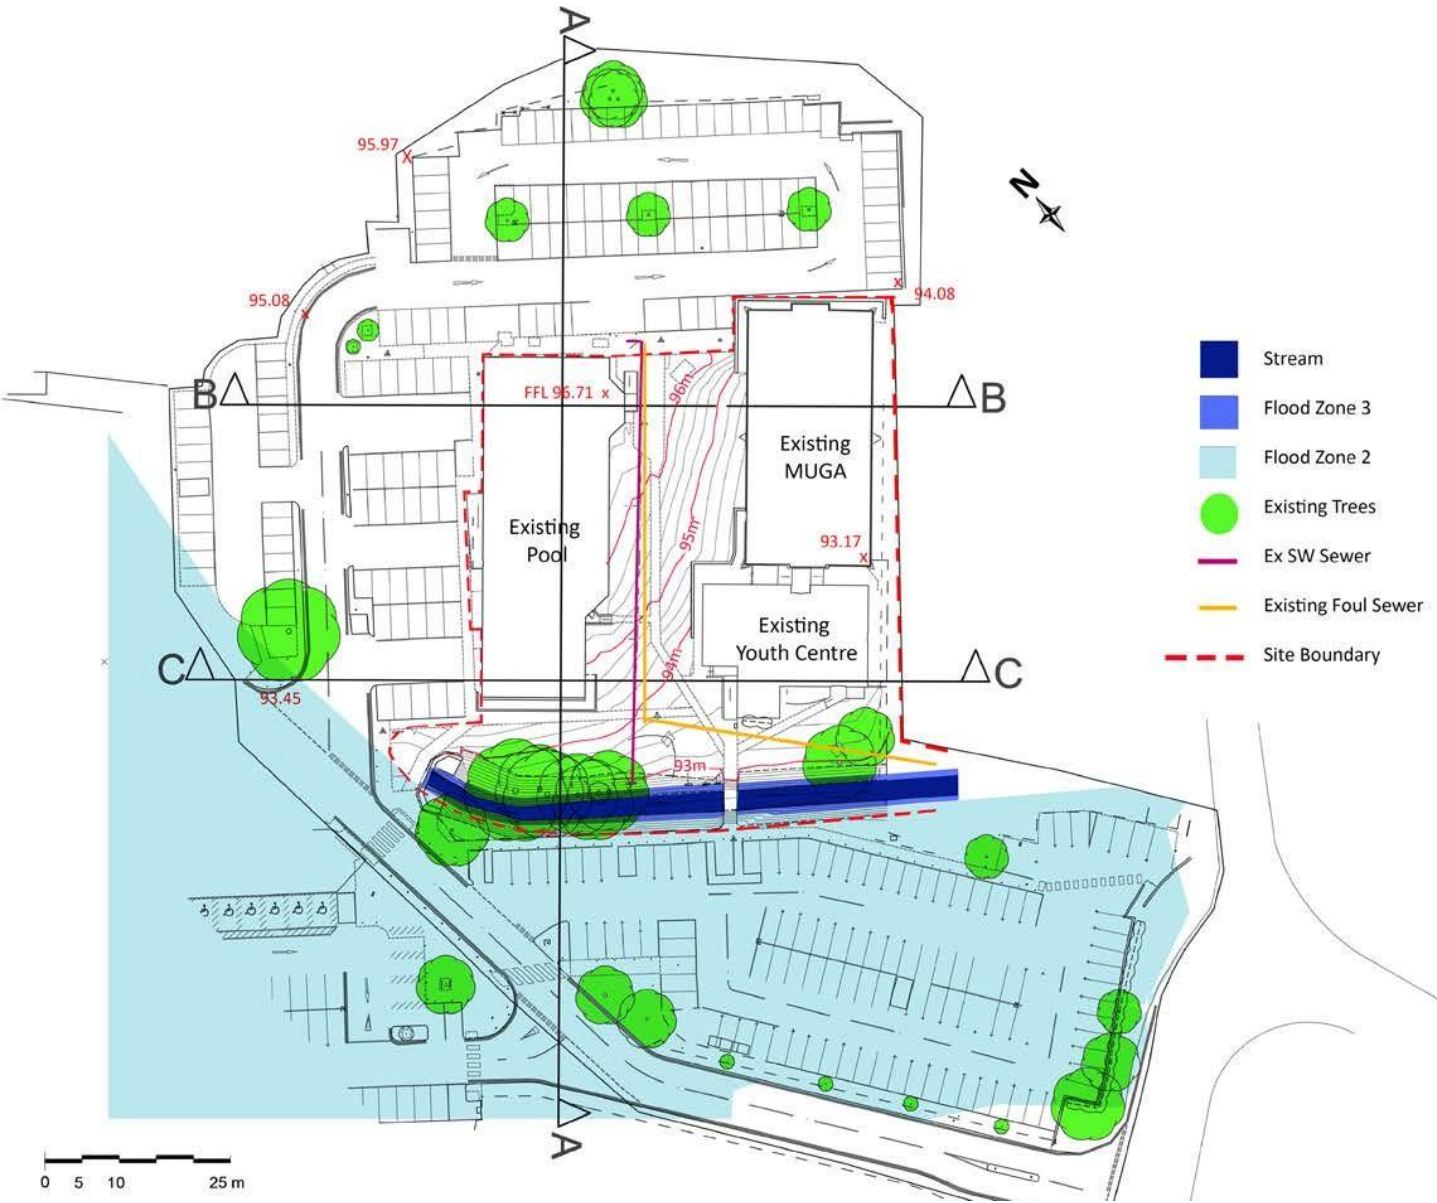 A
95.97
N
95.08
94.08
B
FFL 96.71 x
96m
B
Existing
MUGA
Existing
Pool
95m
93.17
Existing
Youth Centre
94m
C
C
93.45
93m
A
0 5 10 25 m
Stream
Flood Zone 3
Flood Zone 2
Existing Trees
Ex SW Sewer
Existing Foul Sewer
Site Boundary